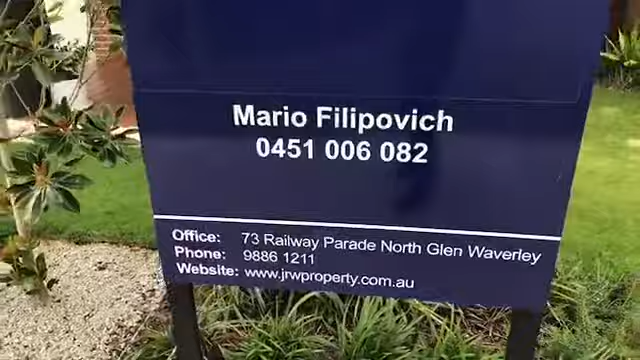 Mario Filipovich
0451 006 082
Office: 73 Railway Parade North Glen Waverley
Phone: 9886 1211
Website: www.jrwproperty.com.au